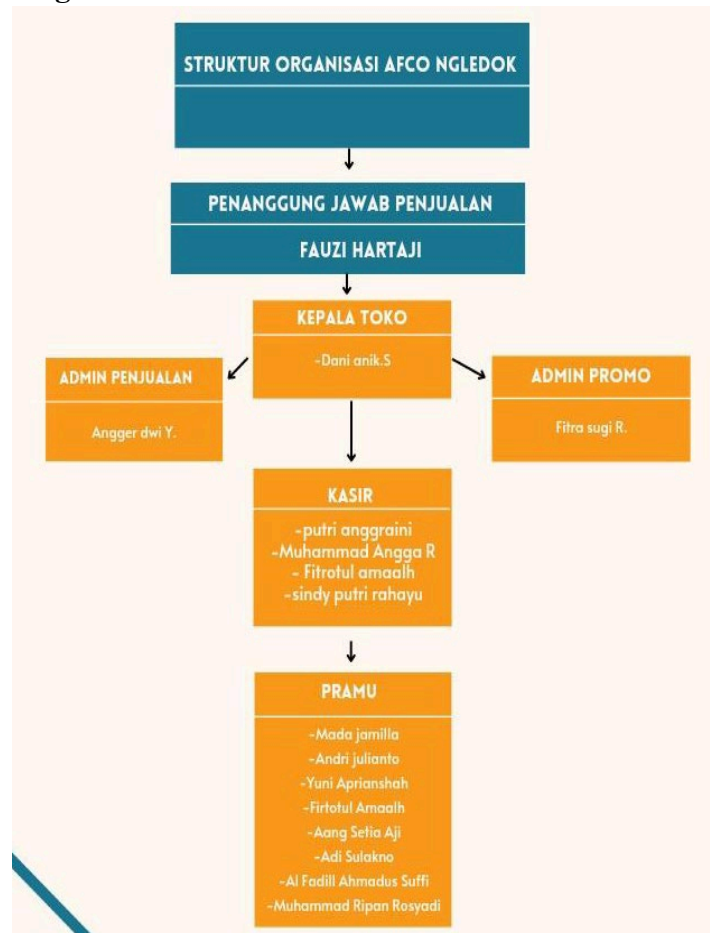 STRUKTUR ORGANISASI AFCO NGLEDOK
PENANGGUNG JAWAB PENJUALAN
FAUZI HARTAJI
KEPALA TOKO
-Dani anik.S
ADMIN PENJUALAN
Angger dwi Y.
ADMIN PROMO
Fitra sugi R.
KASIR
-putri anggraini
-Muhammad Angga R
- Fitrotul amaalh
-sindy putri rahayu
PRAMU
-Mada jamilla
-Andri julianto
-Yuni Aprianshah
-Firtotul Amaalh
-Aang Setia Aji
-Adi Sulakno
-Al Fadill Ahmadus Suffi
-Muhammad Ripan Rosyadi